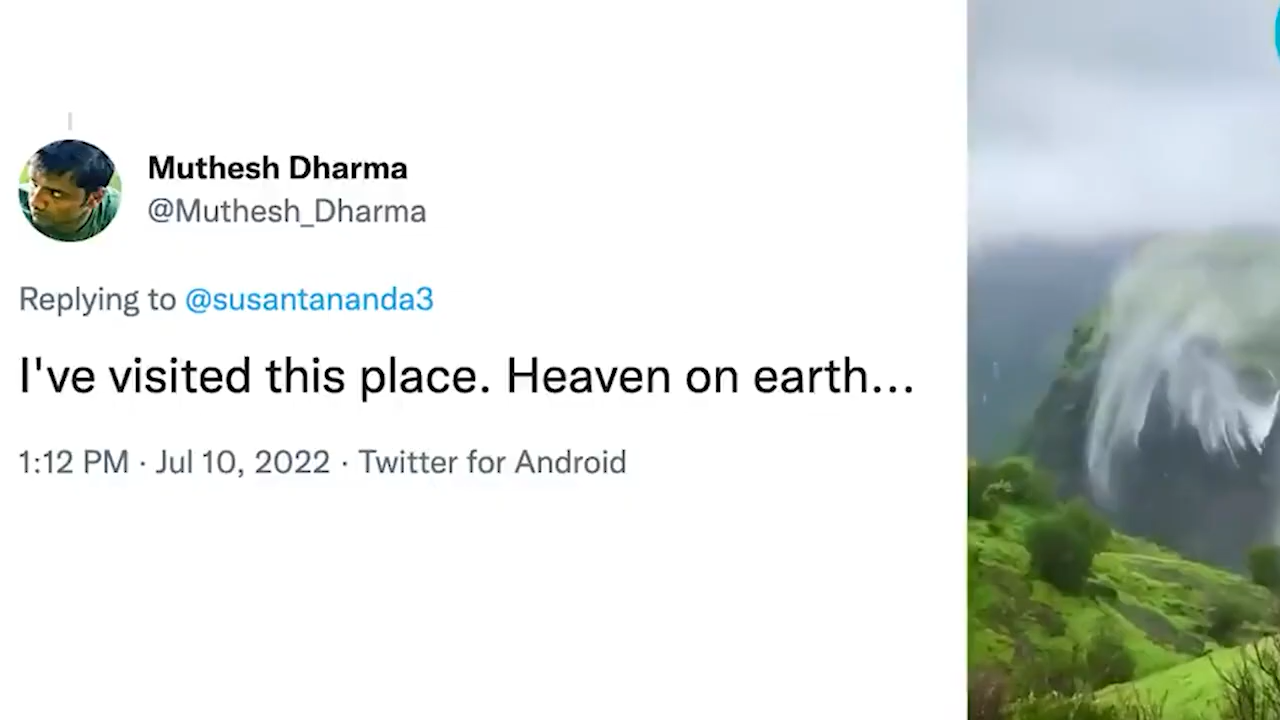 Muthesh Dharma
@Muthesh_Dharma
Replying to @susantananda3
I've visited this place. Heaven on earth...
1:12 PM · Jul 10, 2022 · Twitter for Android